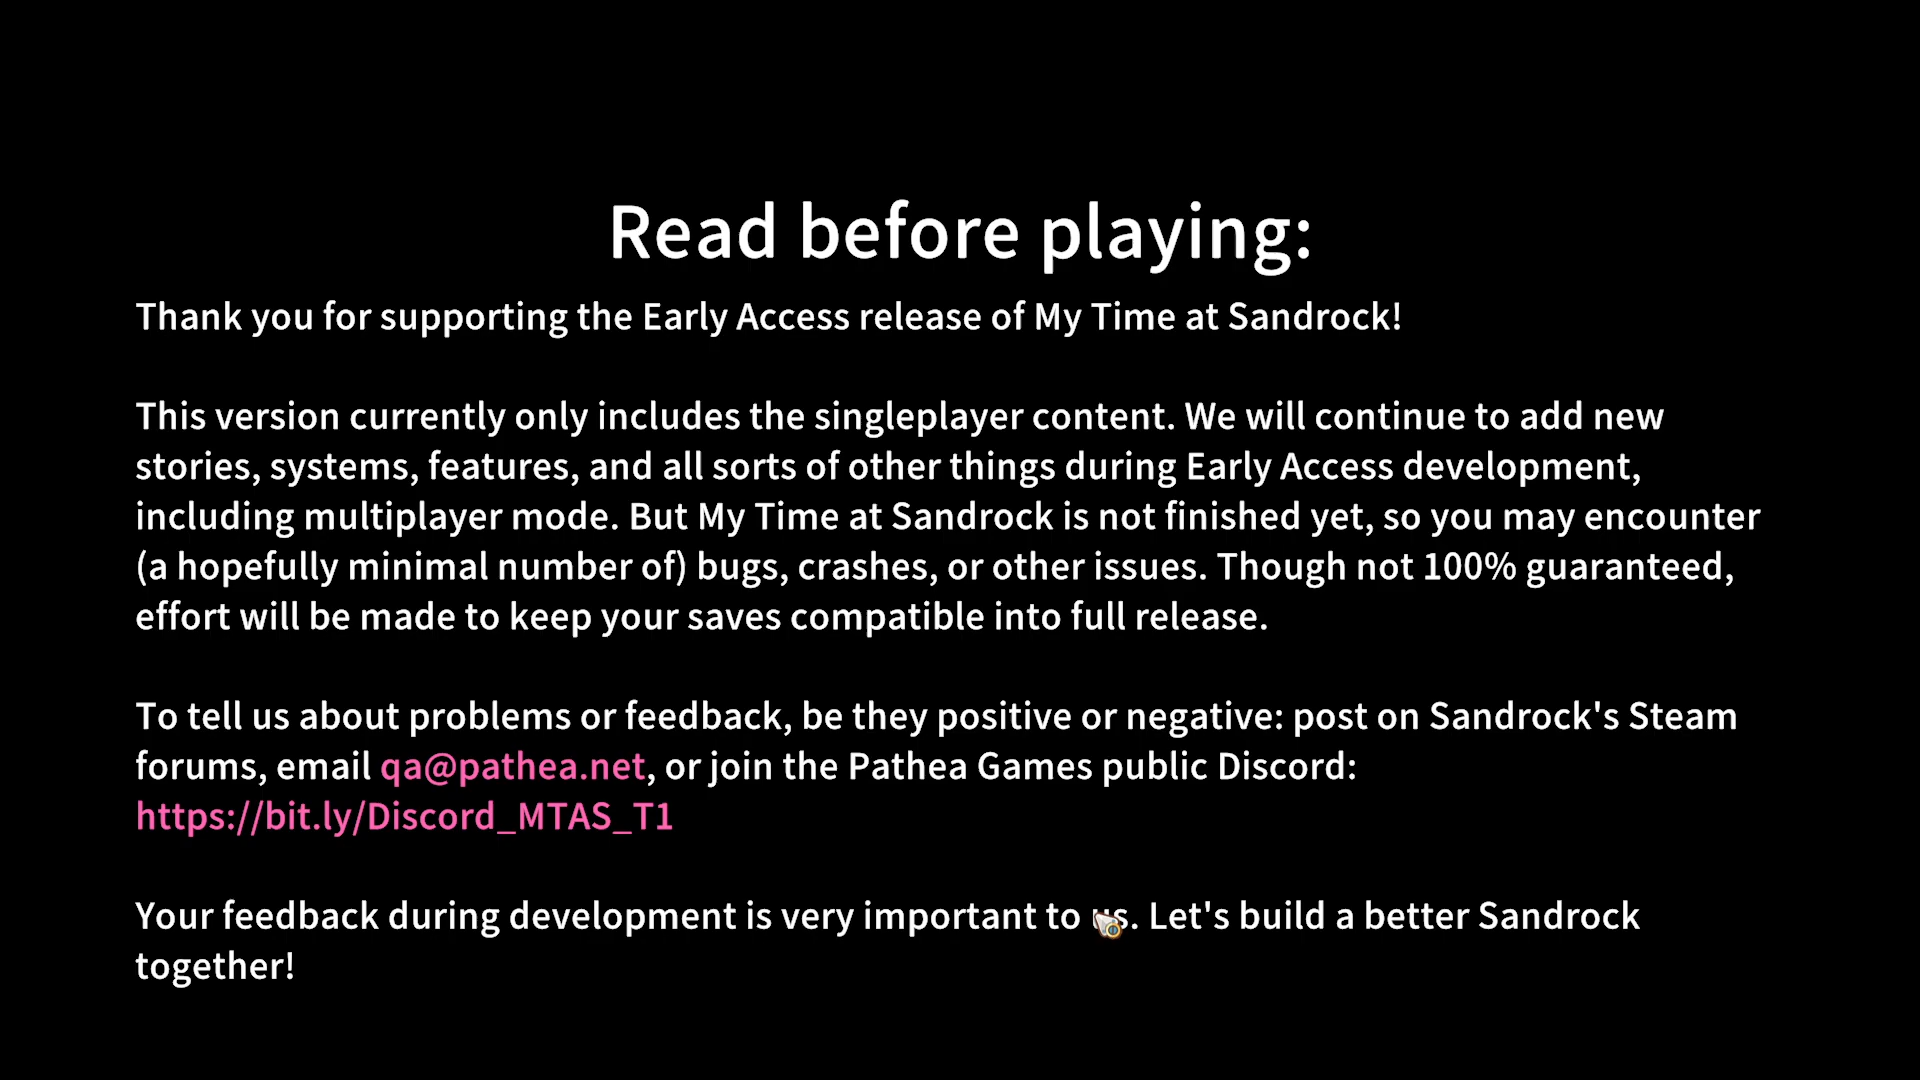 Read before playing:
Thank you for supporting the Early Access release of My Time at Sandrock!
This version currently only includes the singleplayer content. We will continue to add new
stories, systems, features, and all sorts of other things during Early Access development,
including multiplayer mode. But My Time at Sandrock is not finished yet, so you may encounter
(a hopefully minimal number of) bugs, crashes, or other issues. Though not 100% guaranteed,
effort will be made to keep your saves compatible into full release.
To tell us about problems or feedback, be they positive or negative: post on Sandrock's Steam
forums, email qa@pathea.net, or join the Pathea Games public Discord:
https://bit.ly/Discord_MTAS_T1
Your feedback during development is very important to us. Let's build a better Sandrock
together!